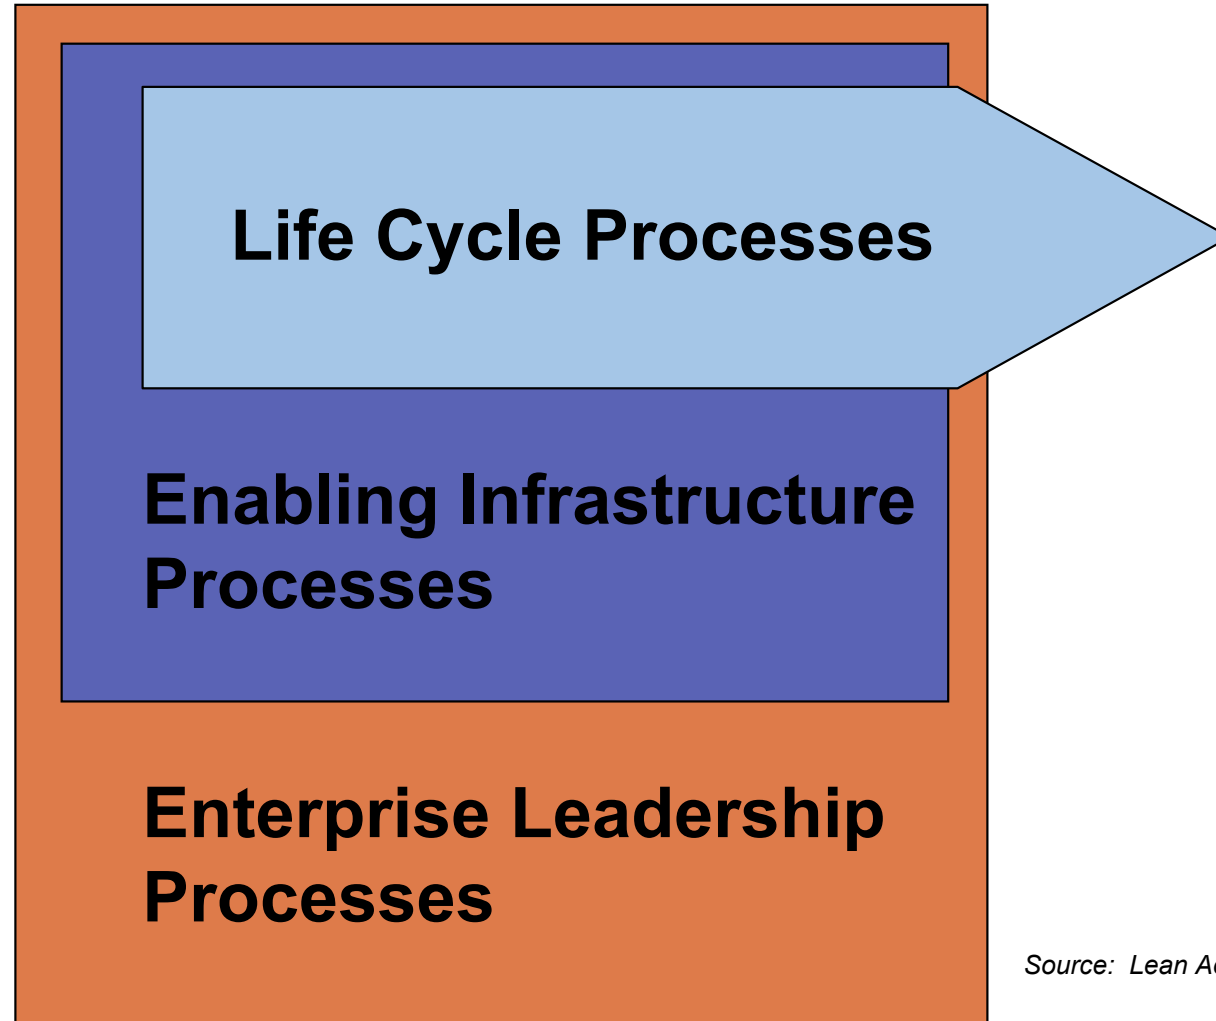 Life Cycle Processes
Enabling Infrastructure
Processes
Enterprise Leadership
Processes
Source: Lean